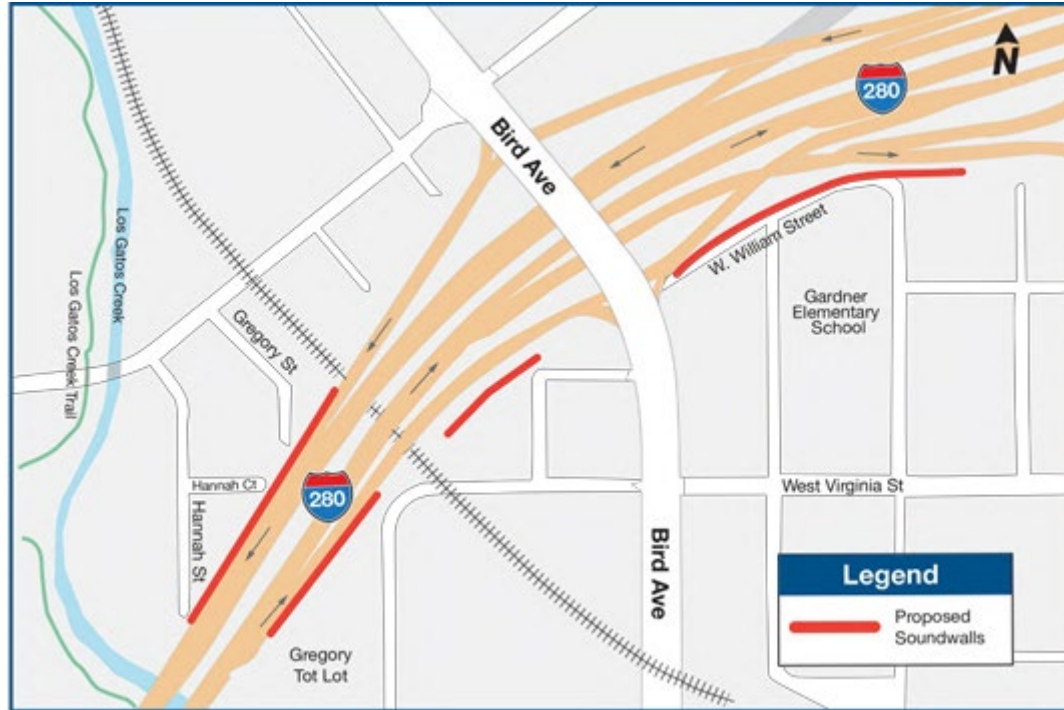 N
280
Bird Ave
W. William Street
Gardner
Elementary
School
Los Gatos Creek
Los Gatos Creek Trail
Gregory St
Hannah Ct
280
Hannah St
West Virginia St
Bird Ave
Gregory
Tot Lot
Legend
Proposed
Soundwalls